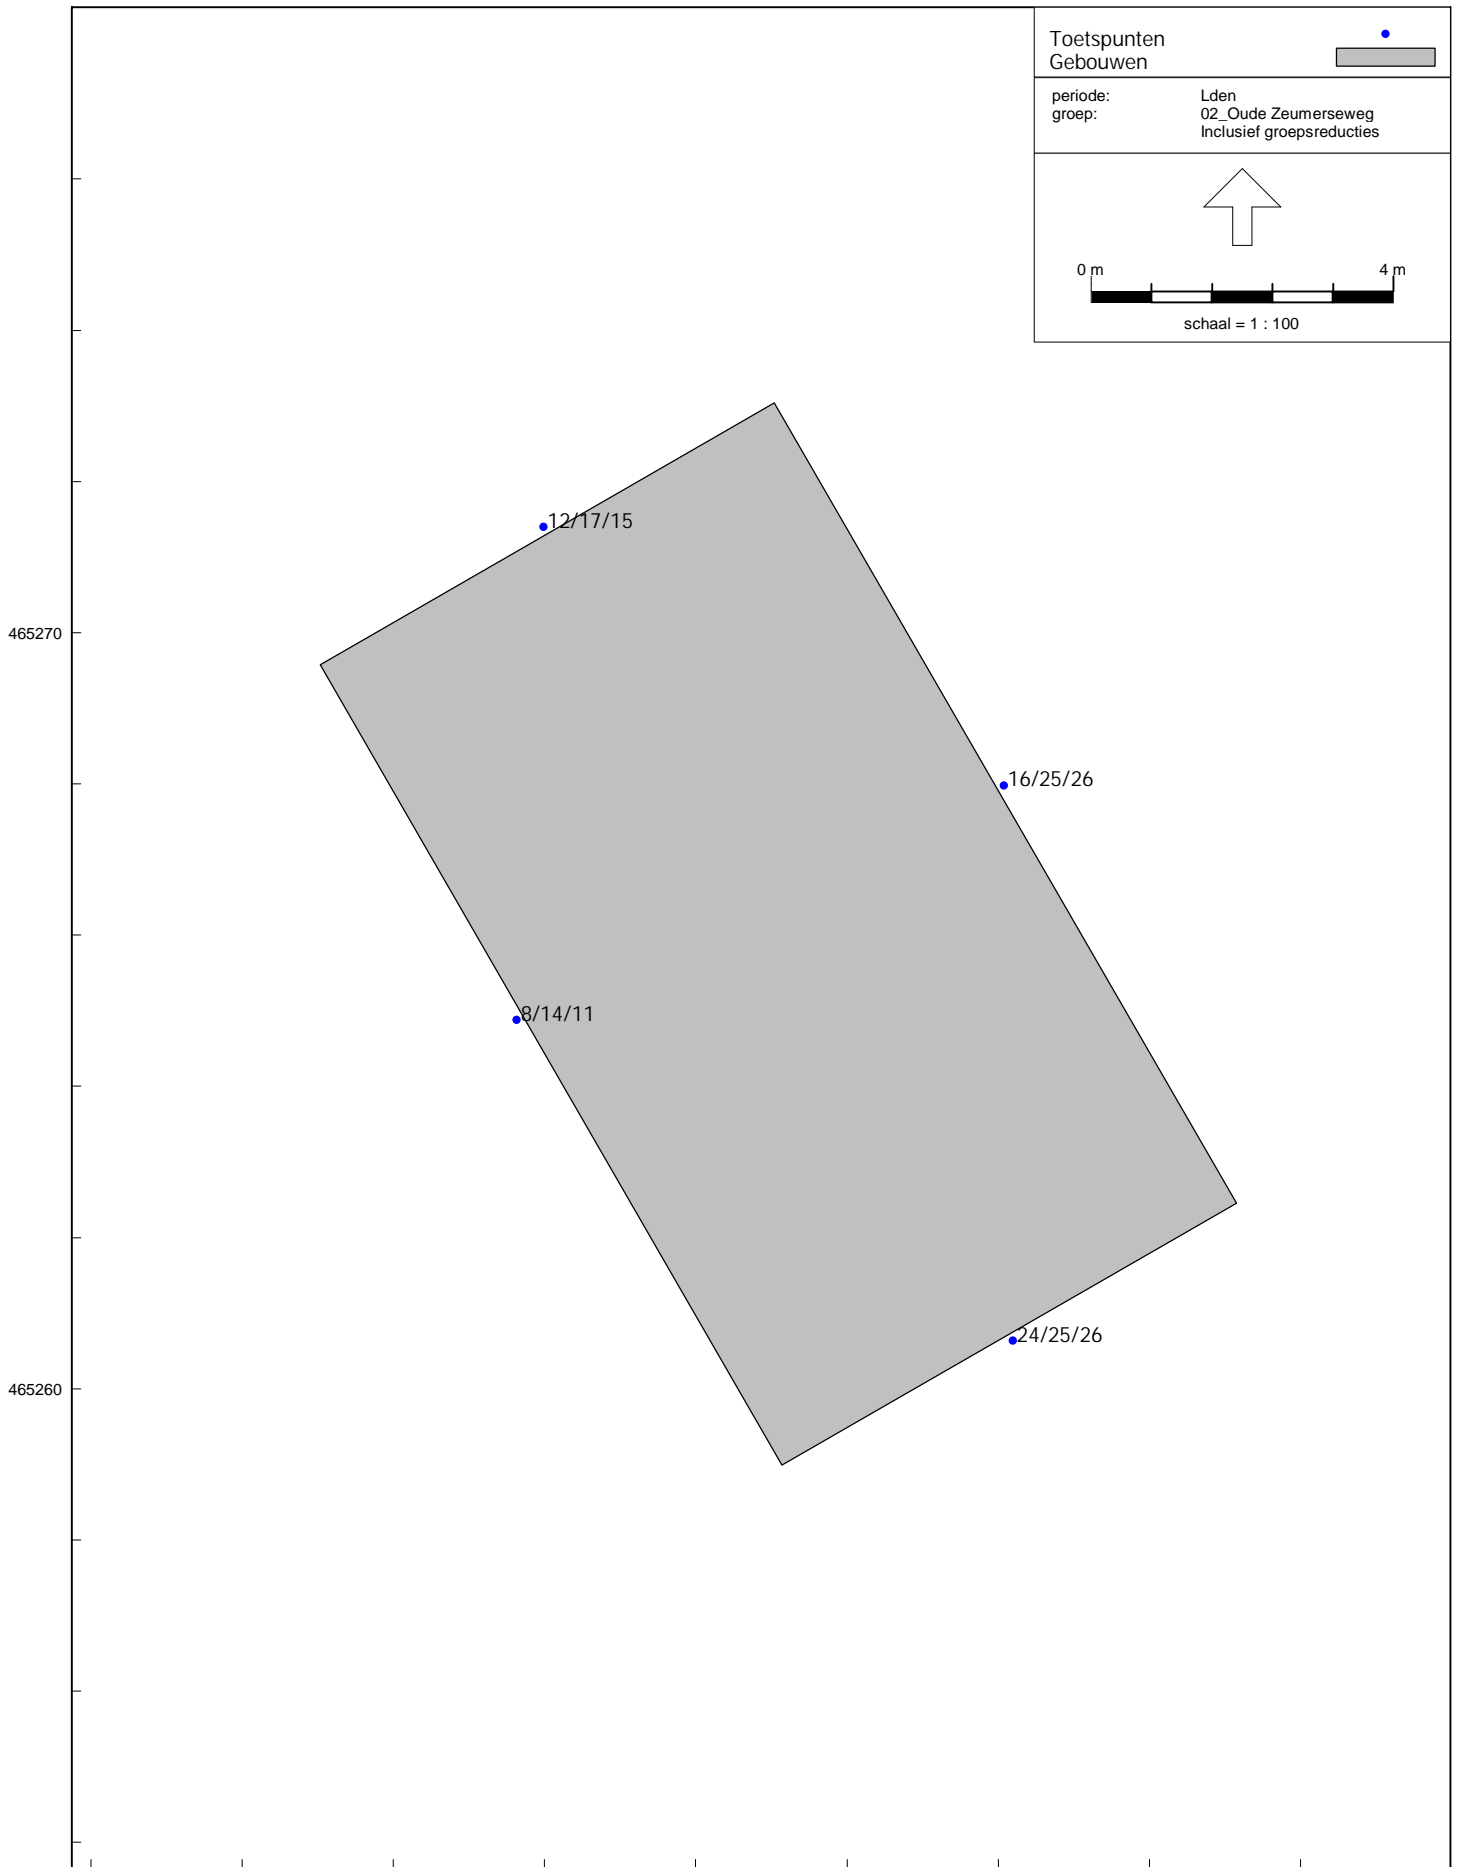 Toetspunten
Gebouwen
periode: Lden
groep: 02_Oude Zeumerseweg
Inclusief groepsreducties
0 m 4 m
schaal = 1 : 100
12/17/15
465270
16/25/26
8/14/11
24/25/26
465260